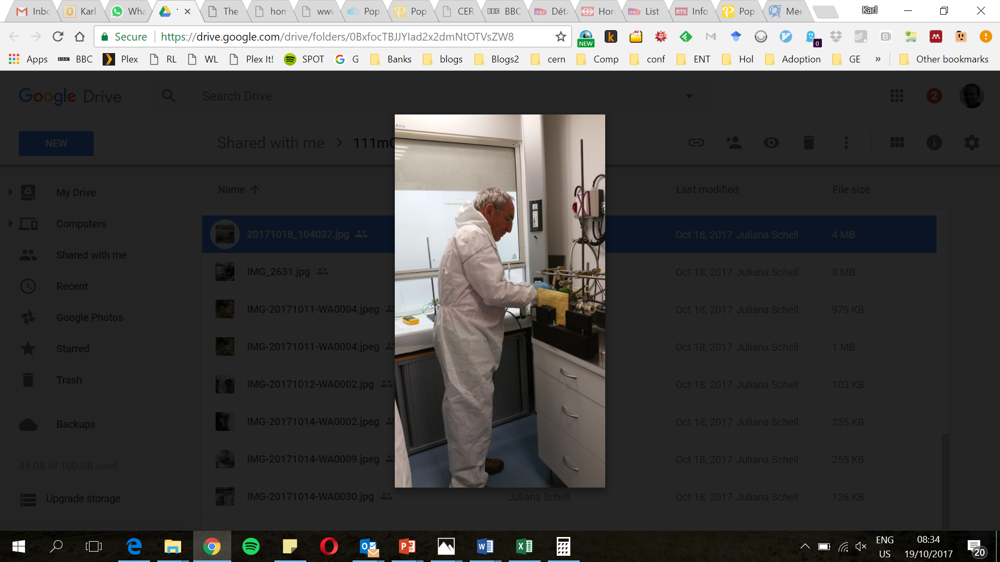 Inbc
Karl
Wha
The
hom
www
Pop
Pop
CER
BBC
BBC
Déta
Hor
List
RTS
Info
Pop
Mee
Karl
Secure
https://drive.google.com/drive/folders/0BxfocTBJJYIad2x2dmNtOTVsZW8
NEW
0
Apps BBC BBC Plex RL WL Plex It! SPOT G Banks blogs Blogs2 cern Comp conf ENT Hol Adoption GE » Other bookmarks
Google Drive
Search Drive
2
NEW
Shared with me > 111m
Name
Last modified
File size
My Drive
Computers
Shared with me
Recent
Google Photos
Starred
Trash
Backups
45 GB of 100 GB used
Upgrade storage
20171018_104037.jpg Oct 18, 2017 Juliana Schell 4 MB
IMG_2631.jpg Oct 18, 2017 Juliana Schell 3 MB
IMG-20171011-WA0004.jpeg Oct 18, 2017 Juliana Schell 979 KB
IMG-20171011-WA0004.jpeg Oct 18, 2017 Juliana Schell 1 MB
IMG-20171012-WA0002.jpg Oct 18, 2017 Juliana Schell 103 KB
IMG-20171014-WA0002.jpeg Oct 18, 2017 Juliana Schell 235 KB
IMG-20171014-WA0009.jpeg Oct 18, 2017 Juliana Schell 255 KB
IMG-20171014-WA0030.jpg Juliana Schell Oct 18, 2017 Juliana Schell 126 KB
ENG
US
08:34
19/10/2017
20